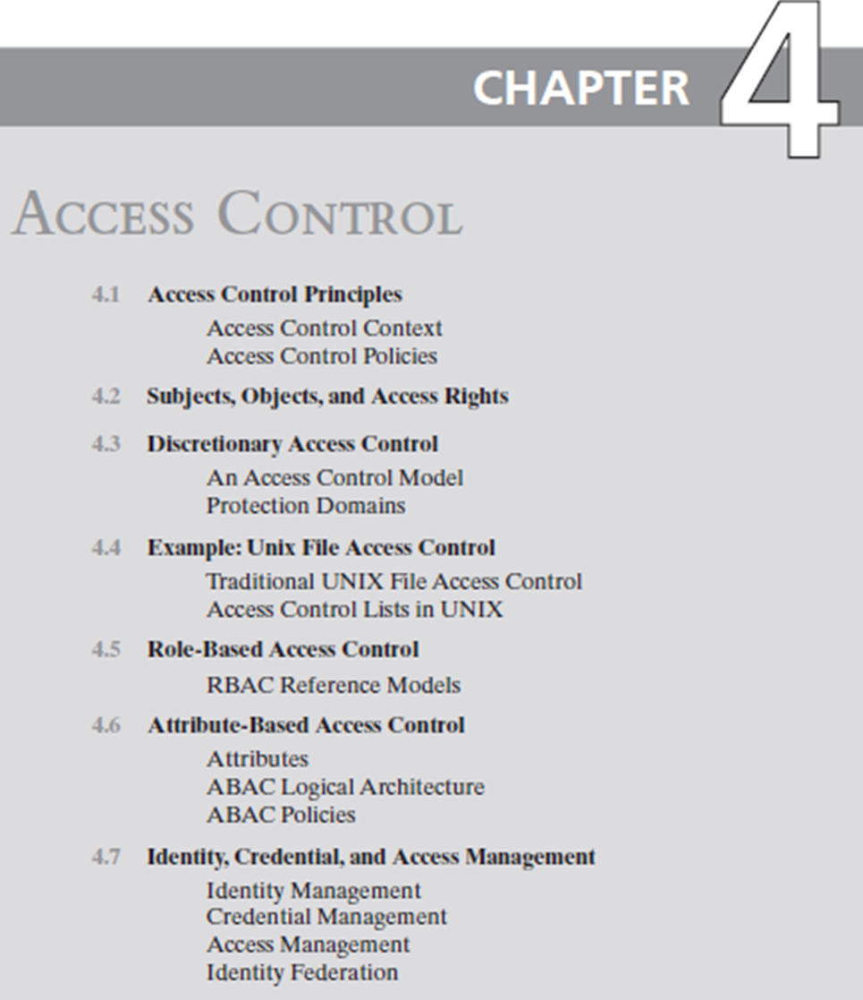 CHAPTER 4
ACCESS CONTROL
4.1 Access Control Principles
Access Control Context
Access Control Policies
4.2 Subjects, Objects, and Access Rights
4.3 Discretionary Access Control
An Access Control Model
Protection Domains
4.4 Example: Unix File Access Control
Traditional UNIX File Access Control
Access Control Lists in UNIX
4.5 Role-Based Access Control
RBAC Reference Models
4.6 Attribute-Based Access Control
Attributes
ABAC Logical Architecture
ABAC Policies
4.7 Identity, Credential, and Access Management
Identity Management
Credential Management
Access Management
Identity Federation